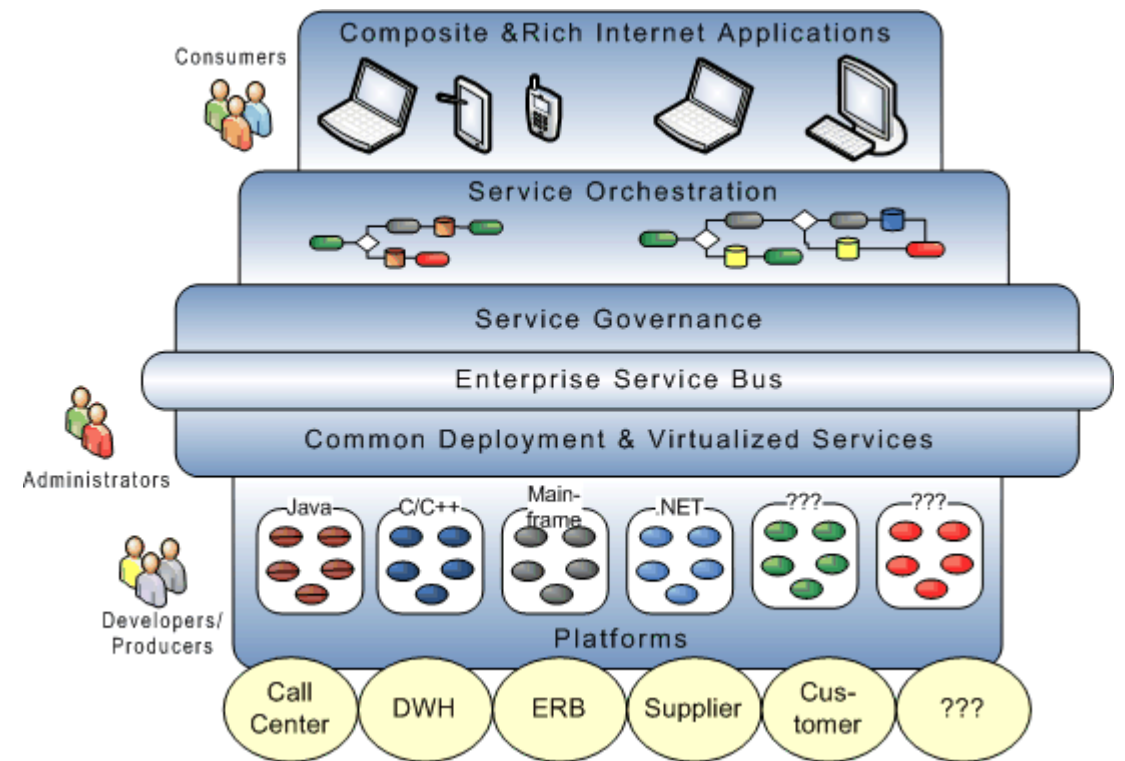 Composite &Rich Internet Applications
Consumers
Service Orchestration
Service Governance
Enterprise Service Bus
Common Deployment & Virtualized Services
Administrators
Java
C/C++
Main-
frame
.NET
???
???
Developers/
Producers
Platforms
Call
Center
DWH
ERB
Supplier
Cus-
tomer
???